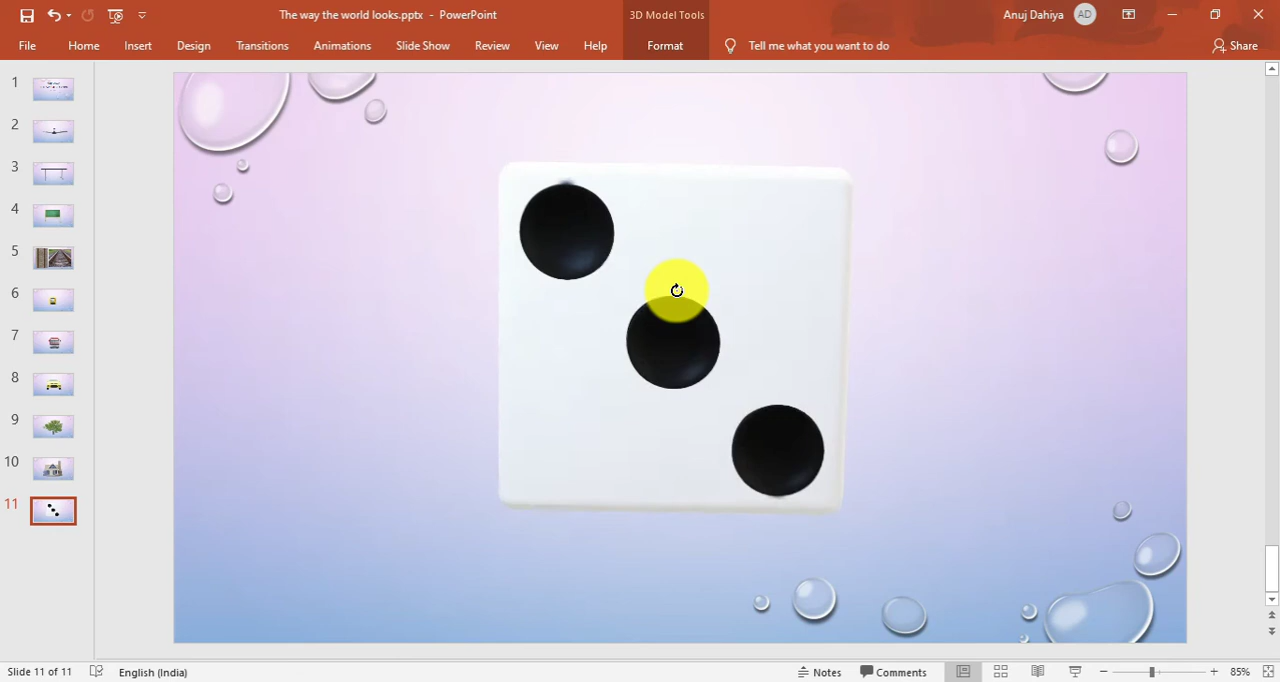 The way the world looks.pptx - PowerPoint
3D Model Tools
Anuj Dahiya AD
File Home Insert Design Transitions Animations Slide Show Review View Help Format Tell me what you want to do Share
1
2
3
4
5
6
7
8
9
10
11
Slide 11 of 11 English (India) Notes Comments 85%